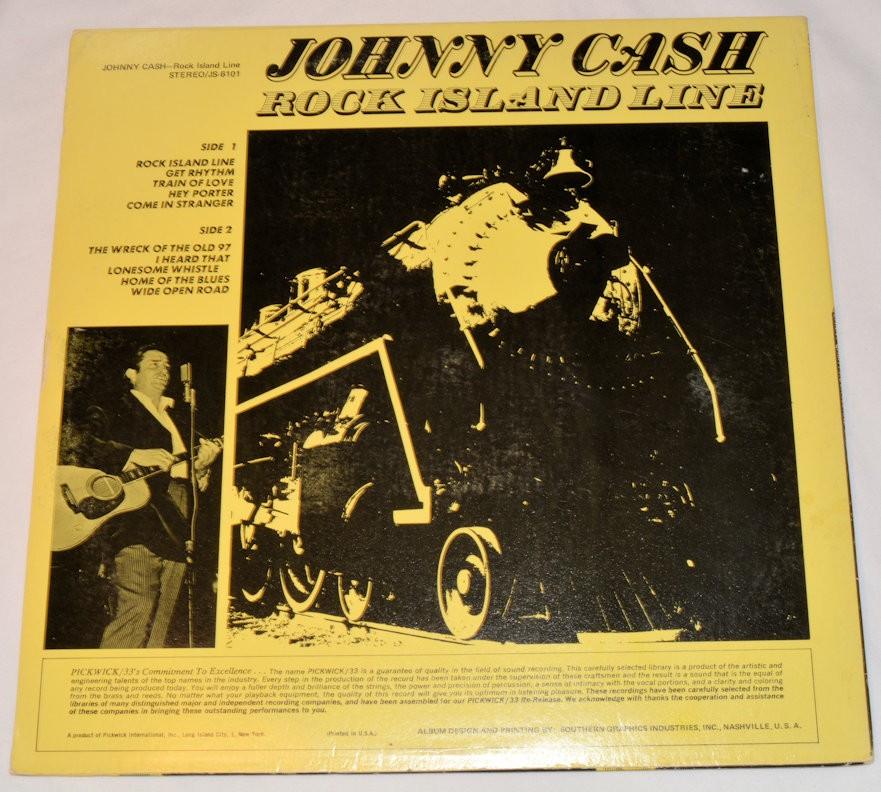 JOHNNY CASH—Rock Island Line
STEREO/JS-6101
JOHNNY CASH
ROCK ISLAND LINE
SIDE 1
ROCK ISLAND LINE
GET RHYTHM
TRAIN OF LOVE
HEY PORTER
COME IN STRANGER
SIDE 2
THE WRECK OF THE OLD 97
I HEARD THAT
LONESOME WHISTLE
HOME OF THE BLUES
WIDE OPEN ROAD
PICKWICK/33's Commitment To Excellence . . . The name PICKWICK/33 is a guarantee of quality in the field of sound recording. This carefully selected library is a product of the artistic and
engineering talents of the top names in the industry. Every step in the production of the record has been taken under the supervision of these craftsmen and the result is a sound that is the equal of
any record being produced today. You will enjoy a fuller depth and brilliance of the strings, the power and precision of percussion, a sense of intimacy with the vocal portions, and a clarity and coloring
from the brass and reeds. No matter what your playback equipment, the quality of this record will give you its optimum in listening pleasure. These recordings have been carefully selected from the
libraries of many distinguished major and independent recording companies, and have been assembled for our PICKWICK/33 Re-Release. We acknowledge with thanks the cooperation and assistance
of these companies in bringing these outstanding performances to you.
A product of Pickwick International, Inc., Long Island City, 1, New York.
(Printed in U.S.A.)
ALBUM DESIGN AND PRINTING BY: SOUTHERN GRAPHICS INDUSTRIES, INC., NASHVILLE, U. S. A.